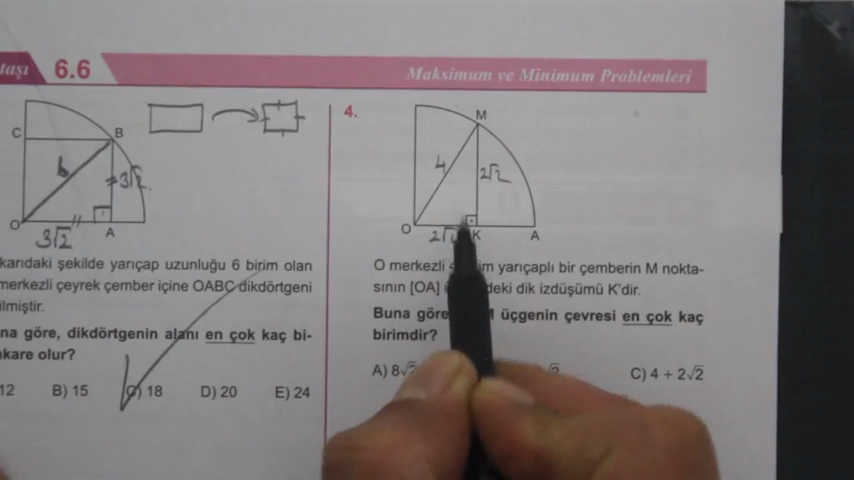 taşı 6.6
Maksimum ve Minimum Problemleri
C
B
6
3√2
O
A
3√2
karıdaki şekilde yarıçap uzunluğu 6 birim olan
merkezli çeyrek çember içine OABC dikdörtgeni
ilmiştir.
na göre, dikdörtgenin alanı en çok kaç bi-
kare olur?
12 B) 15 C) 18 D) 20 E) 24
4.
M
4
2√2
O
K
A
O merkezli yarıçaplı bir çemberin M nokta-
sının [OA] deki dik izdüşümü K'dir.
Buna göre üçgenin çevresi en çok kaç
birimdir?
A) 8√2 C) 4 + 2√2